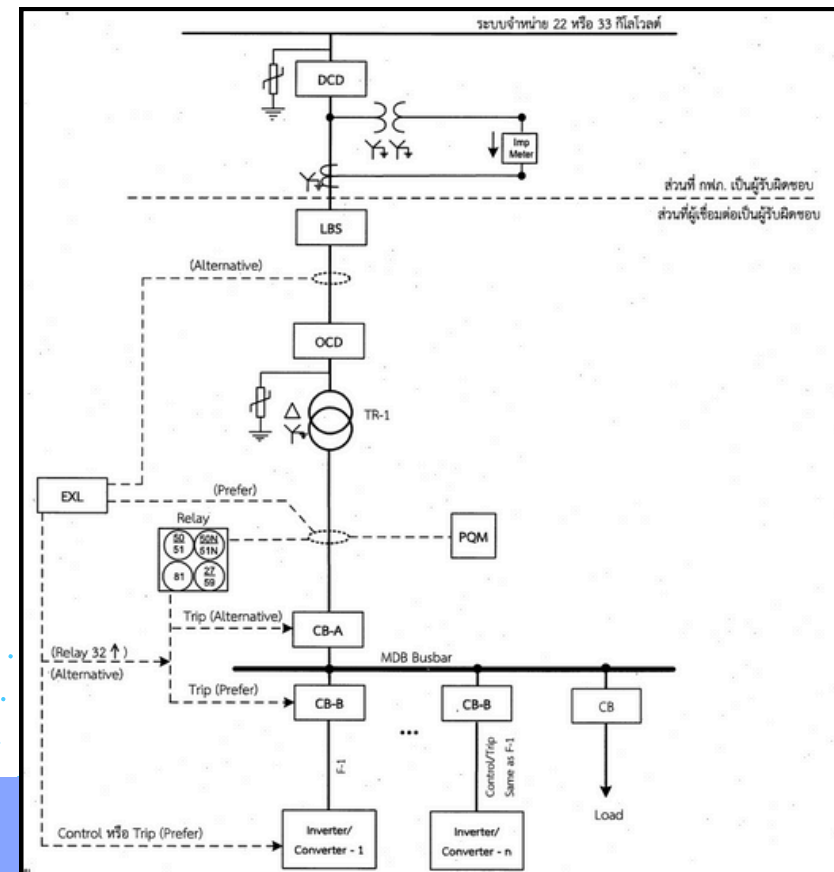 ระบบจำหน่าย 22 หรือ 33 กิโลโวลต์
DCD
Imp
Meter
ส่วนที่ กฟภ. เป็นผู้รับผิดชอบ
ส่วนที่ผู้เชื่อมต่อเป็นผู้รับผิดชอบ
LBS
(Alternative)
OCD
TR-1
EXL
(Prefer)
Relay
50
51
50N
51N
81
27
59
PQM
Trip (Alternative)
CB-A
(Relay 32 ↑)
(Alternative)
MDB Busbar
Trip (Prefer)
CB-B
CB-B
CB
...
F-1
Control/Trip
Same as F-1
Load
Control หรือ Trip (Prefer)
Inverter/
Converter - 1
Inverter/
Converter - n